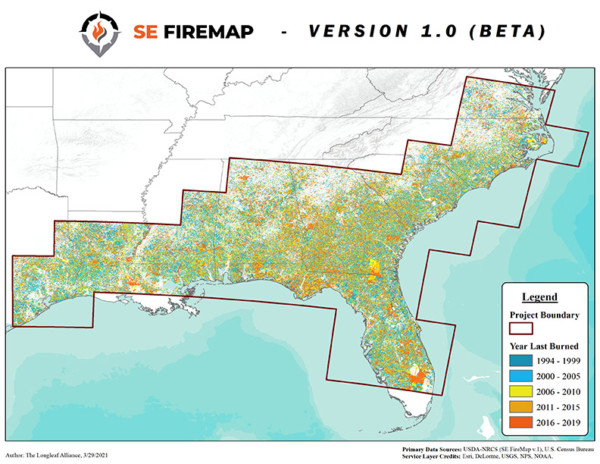 SE FIREMAP - VERSION 1.0 (BETA)
Legend
Project Boundary
Year Last Burned
1994 - 1999
2000 - 2005
2006 - 2010
2011 - 2015
2016 - 2019
Author: The Longleaf Alliance, 3/29/2021
Primary Data Sources: USDA-NRCS (SE FireMap v.1), U.S. Census Bureau
Service Layer Credits: Esri, DeLorme, USGS, NPS, NOAA.